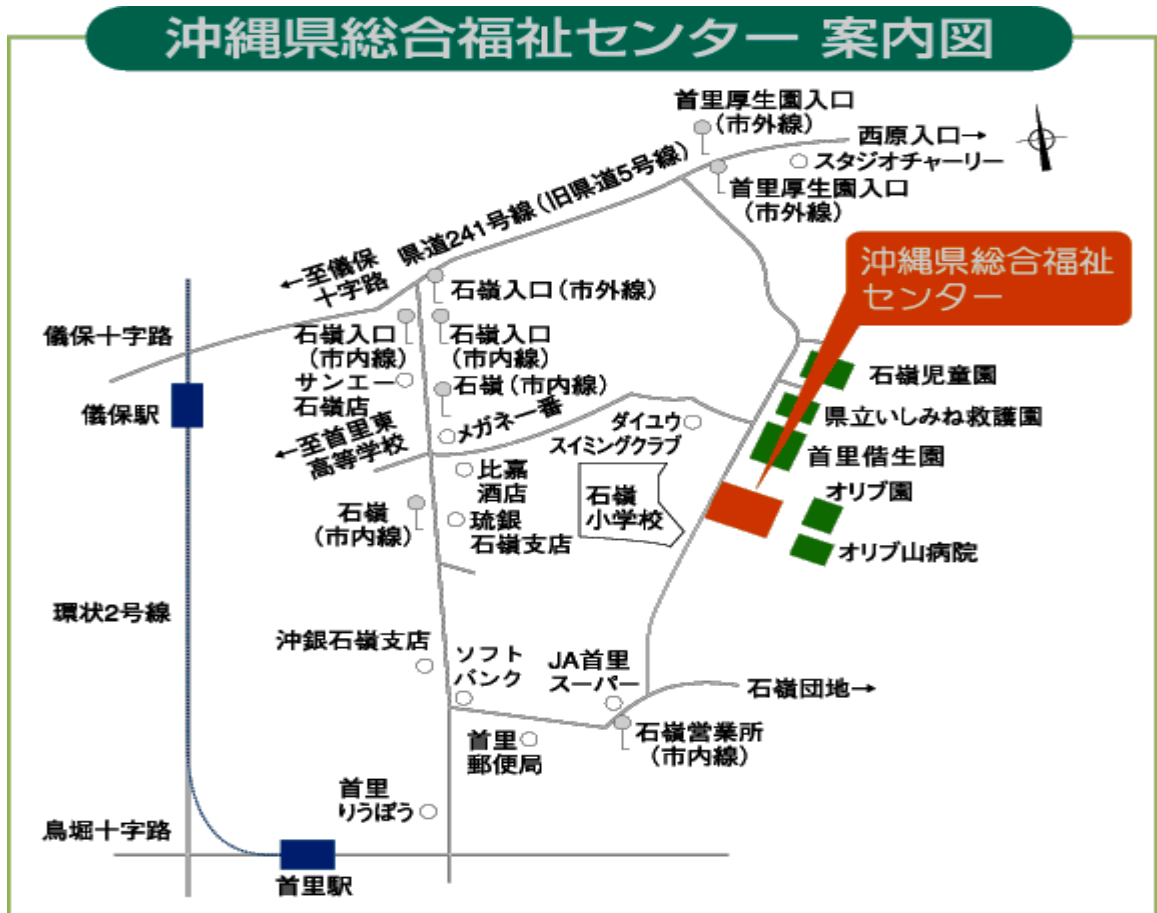 沖縄県総合福祉センター 案内図
首里厚生園入口
(市外線)
西原入口→
スタジオチャーリー
首里厚生園入口
(市外線)
県道241号線(旧県道5号線)
←至儀保
十字路
沖縄県総合福祉
センター
石嶺入口(市外線)
儀保十字路
石嶺入口
(市内線)
石嶺入口
(市内線)
サンエー
石嶺店
石嶺(市内線)
石嶺児童園
儀保駅
メガネ一番
ダイユウ
スイミングクラブ
県立いしみね救護園
←至首里東
高等学校
首里偕生園
比嘉
酒店
石嶺
小学校
オリブ園
石嶺
(市内線)
琉銀
石嶺支店
オリブ山病院
環状2号線
沖銀石嶺支店
ソフト
バンク
JA首里
スーパー
石嶺団地→
首里
郵便局
石嶺営業所
(市内線)
首里
りうぼう
鳥堀十字路
首里駅